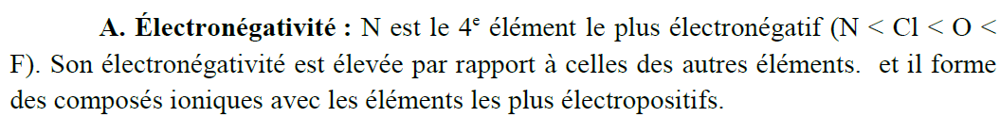 A. Électronégativité : N est le 4e élément le plus électronégatif (N < Cl < O <
F). Son électronégativité est élevée par rapport à celles des autres éléments.  et il forme
des composés ioniques avec les éléments les plus électropositifs.